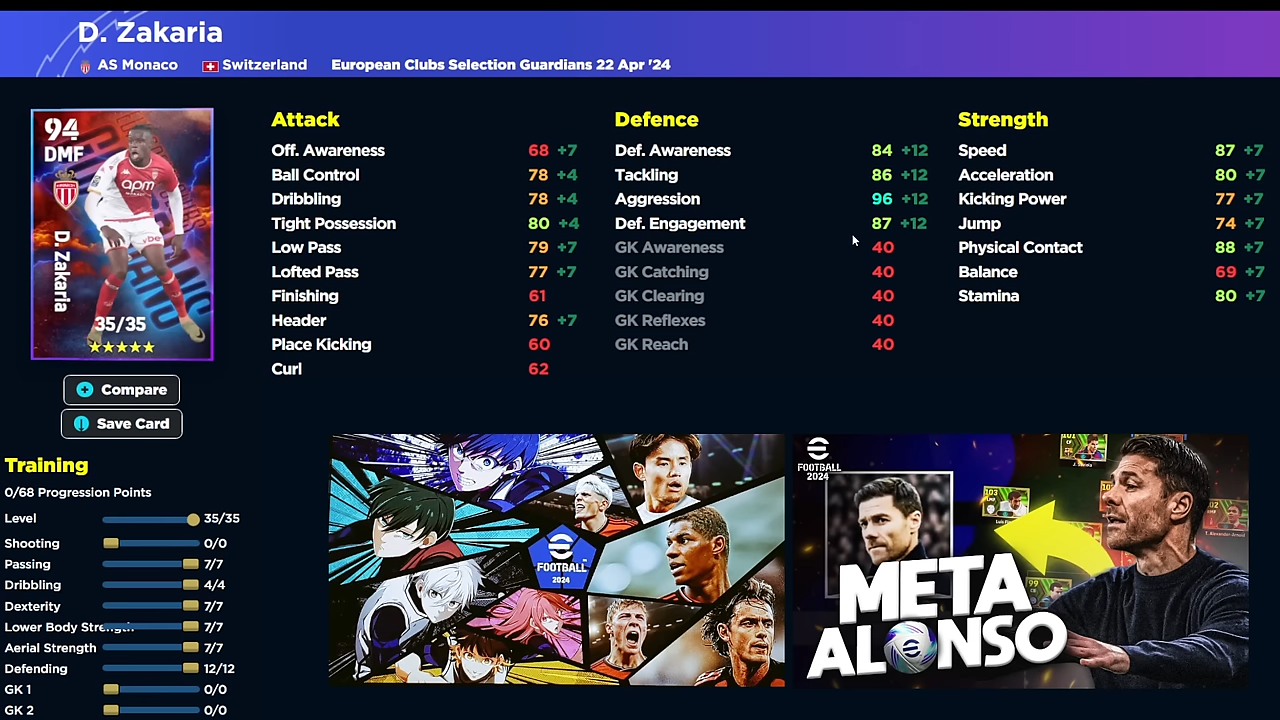 D. Zakaria
AS Monaco Switzerland European Clubs Selection Guardians 22 Apr '24
94
DMF
D. Zakaria
35/35
Compare
Save Card
Attack
Off. Awareness 68 +7
Ball Control 78 +4
Dribbling 78 +4
Tight Possession 80 +4
Low Pass 79 +7
Lofted Pass 77 +7
Finishing 61
Header 76 +7
Place Kicking 60
Curl 62
Defence
Def. Awareness 84 +12
Tackling 86 +12
Aggression 96 +12
Def. Engagement 87 +12
GK Awareness 40
GK Catching 40
GK Clearing 40
GK Reflexes 40
GK Reach 40
Strength
Speed 87 +7
Acceleration 80 +7
Kicking Power 77 +7
Jump 74 +7
Physical Contact 88 +7
Balance 69 +7
Stamina 80 +7
Training
0/68 Progression Points
Level 35/35
Shooting 0/0
Passing 7/7
Dribbling 4/4
Dexterity 7/7
Lower Body Strength 7/7
Aerial Strength 7/7
Defending 12/12
GK 1 0/0
GK 2 0/0
FOOTBALL
2024
FOOTBALL
2024
103
99
META
ALONSO